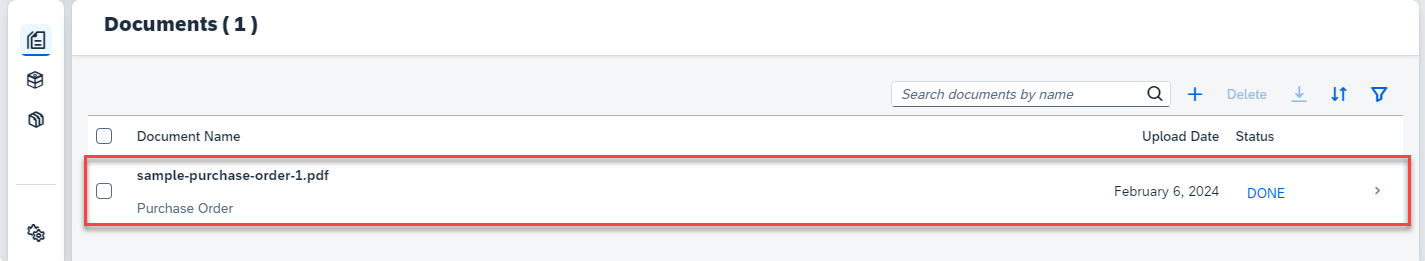 Documents ( 1 )
Search documents by name
Delete
Document Name Upload Date Status
sample-purchase-order-1.pdf
February 6, 2024 DONE
Purchase Order